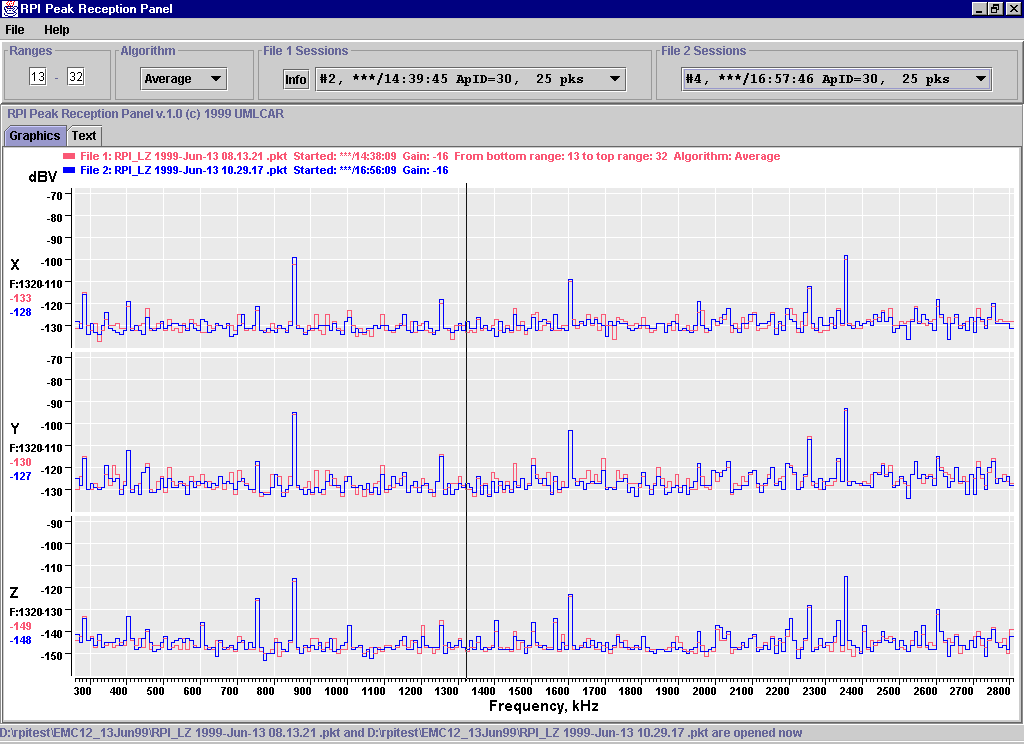 RPI Peak Reception Panel
File Help
Ranges Algorithm File 1 Sessions File 2 Sessions
13 - 32 Average Info #2, ***/14:39:45 ApID=30, 25 pks #4, ***/16:57:46 ApID=30, 25 pks
RPI Peak Reception Panel v.1.0 (c) 1999 UMLCAR
Graphics Text
File 1: RPI_LZ 1999-Jun-13 08.13.21 .pkt Started: ***/14:38:09 Gain: -16 From bottom range: 13 to top range: 32 Algorithm: Average
dBV File 2: RPI_LZ 1999-Jun-13 10.29.17 .pkt Started: ***/16:56:09 Gain: -16
-70
-80
-90
X -100
F:1320 -110
-133
-120
-128
-130
-70
-80
-90
-100
Y
F:1320 -110
-130
-120
-127
-130
-90
-100
-110
-120
Z
F:1320 -130
-149
-140
-148
-150
300 400 500 600 700 800 900 1000 1100 1200 1300 1400 1500 1600 1700 1800 1900 2000 2100 2200 2300 2400 2500 2600 2700 2800
Frequency, kHz
D:\rpitest\EMC12_13Jun99\RPI_LZ 1999-Jun-13 08.13.21 .pkt and D:\rpitest\EMC12_13Jun99\RPI_LZ 1999-Jun-13 10.29.17 .pkt are opened now